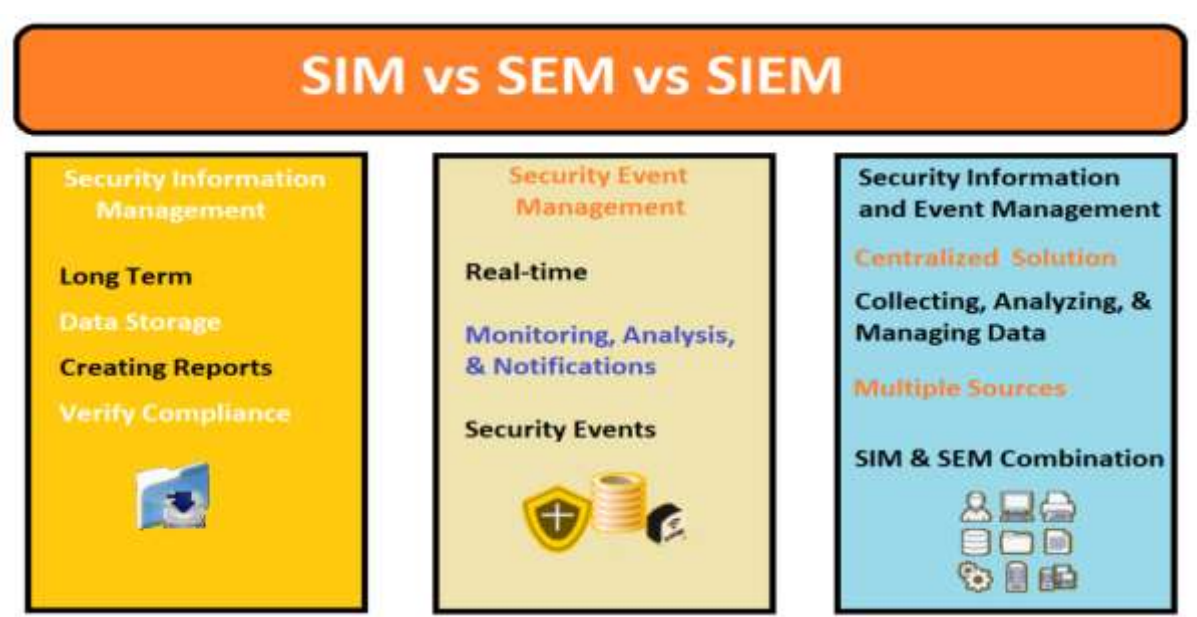 SIM vs SEM vs SIEM
Security Information
Management
Long Term
Data Storage
Creating Reports
Verify Compliance
Security Event
Management
Real-time
Monitoring, Analysis,
& Notifications
Security Events
Security Information
and Event Management
Centralized Solution
Collecting, Analyzing, &
Managing Data
Multiple Sources
SIM & SEM Combination